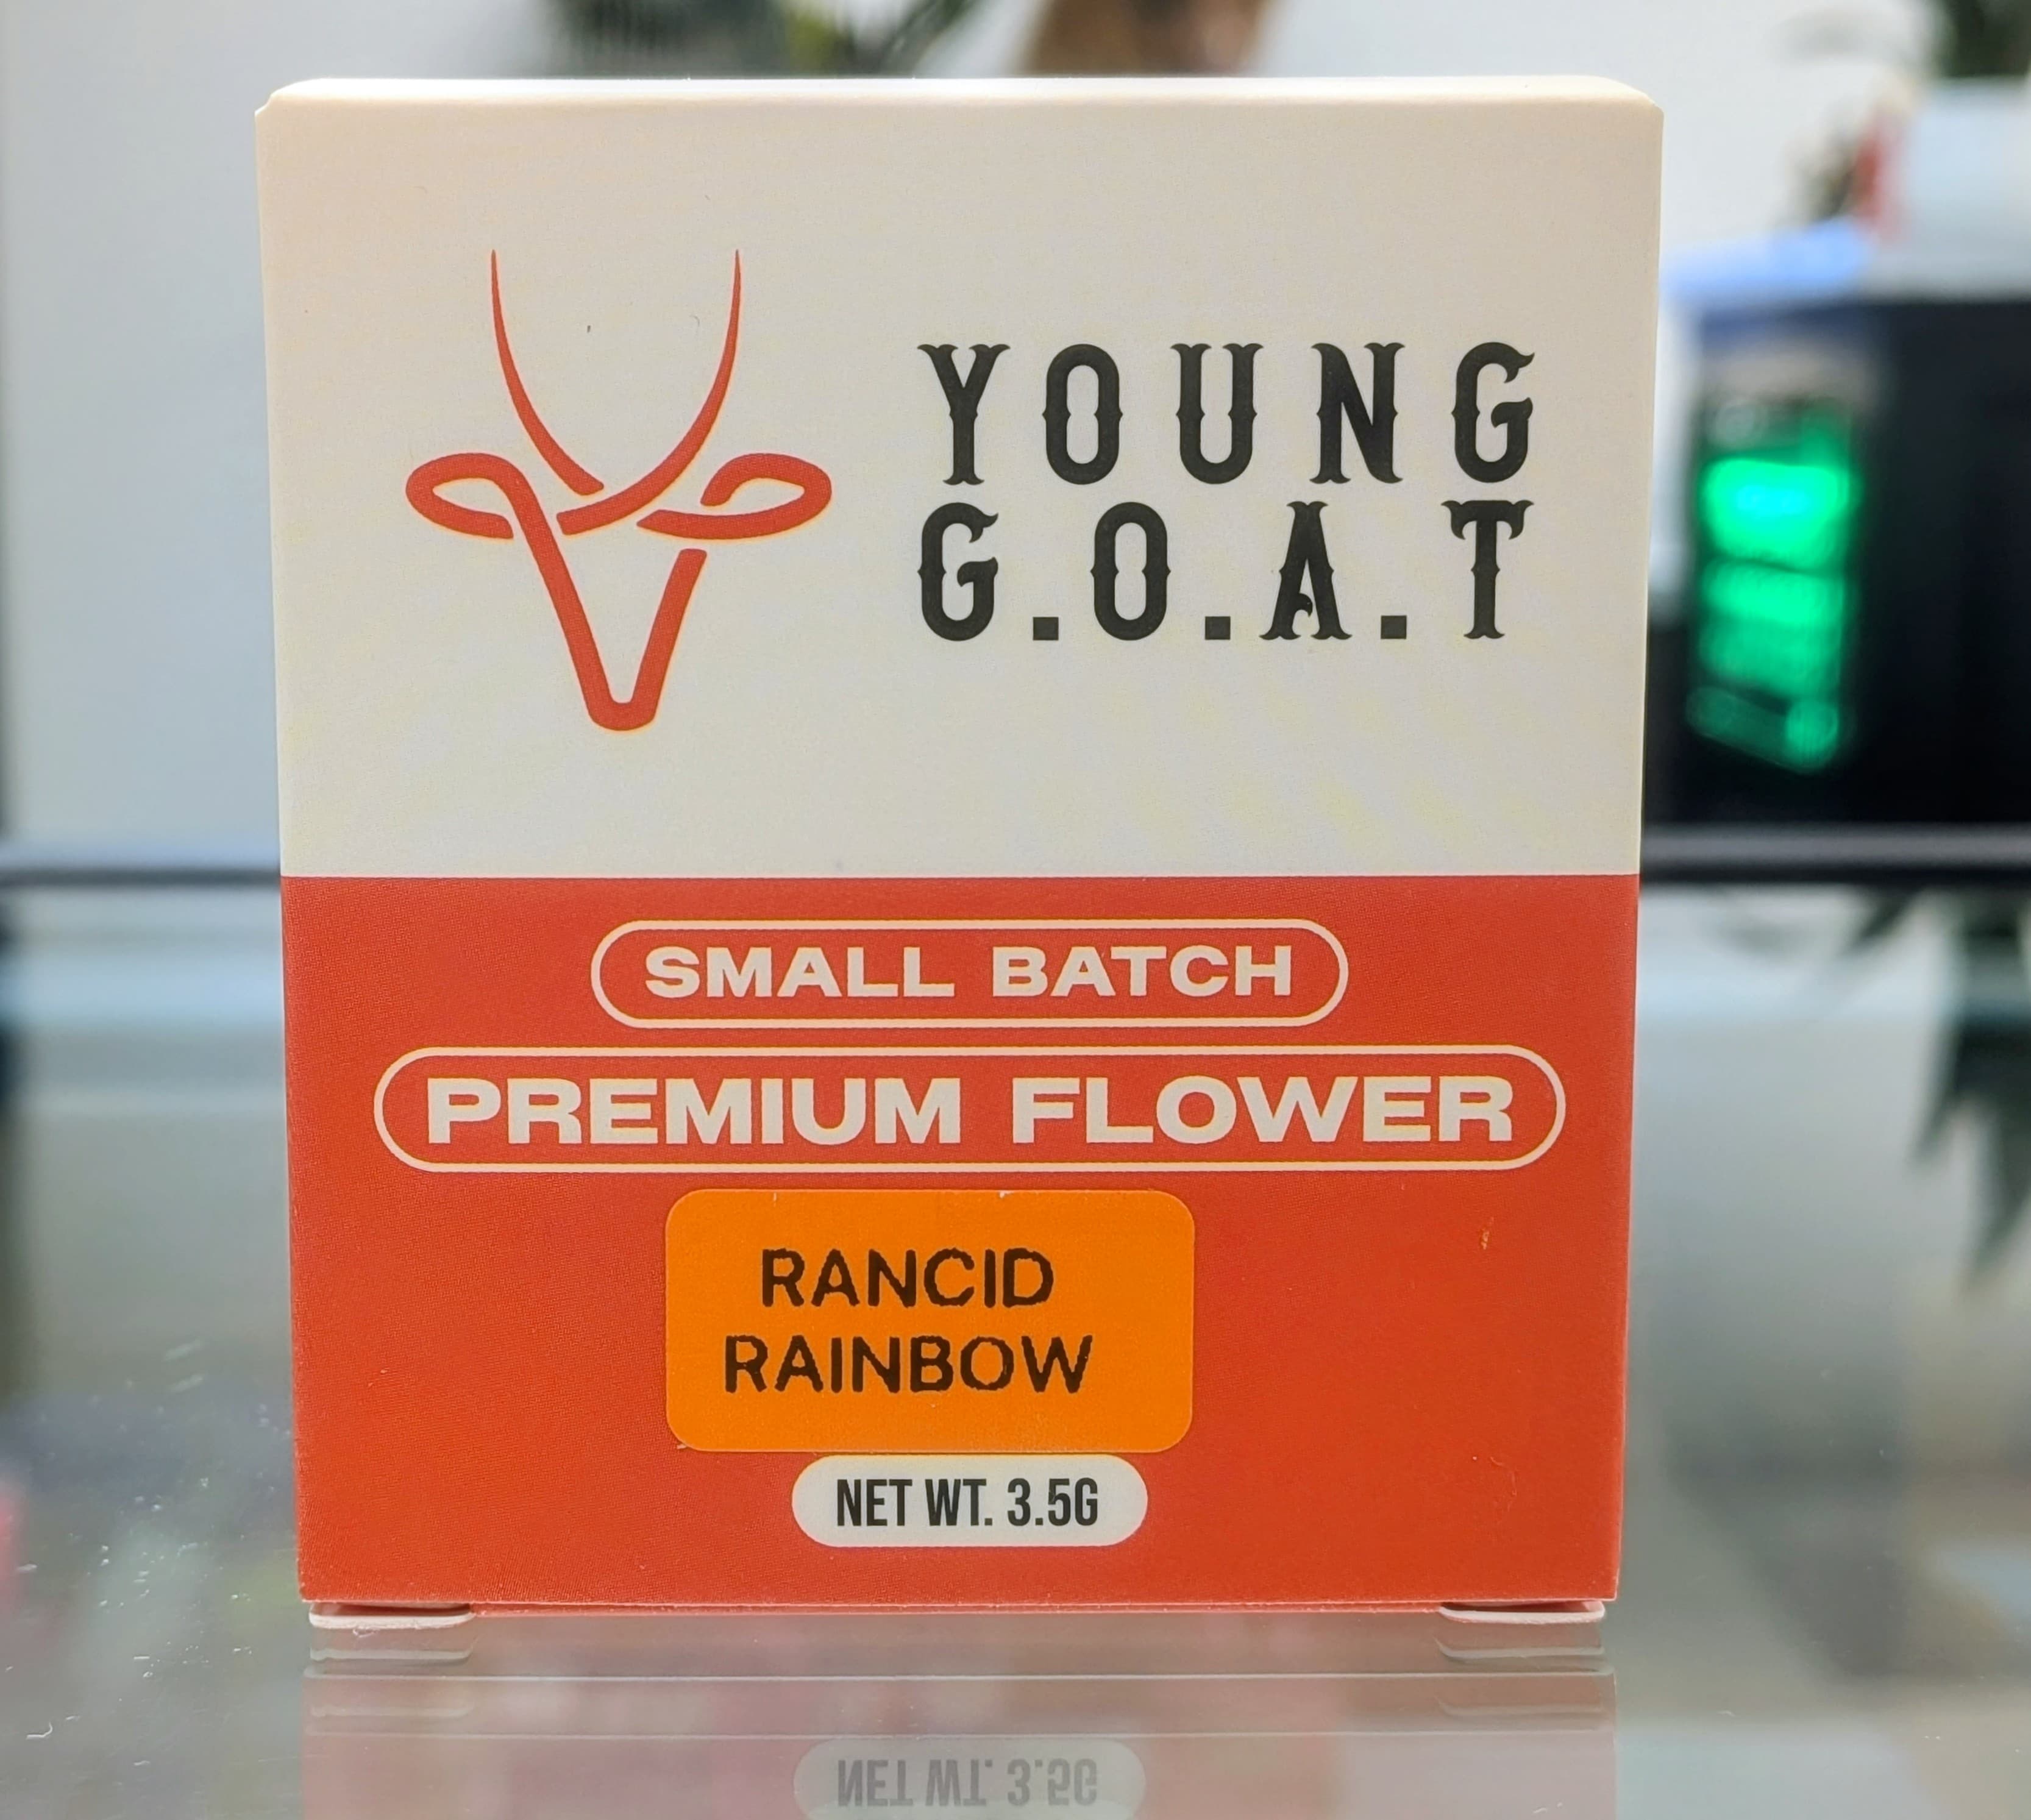 YOUNG
G.O.A.T
SMALL BATCH
PREMIUM FLOWER
RANCID
RAINBOW
NET WT. 3.5G